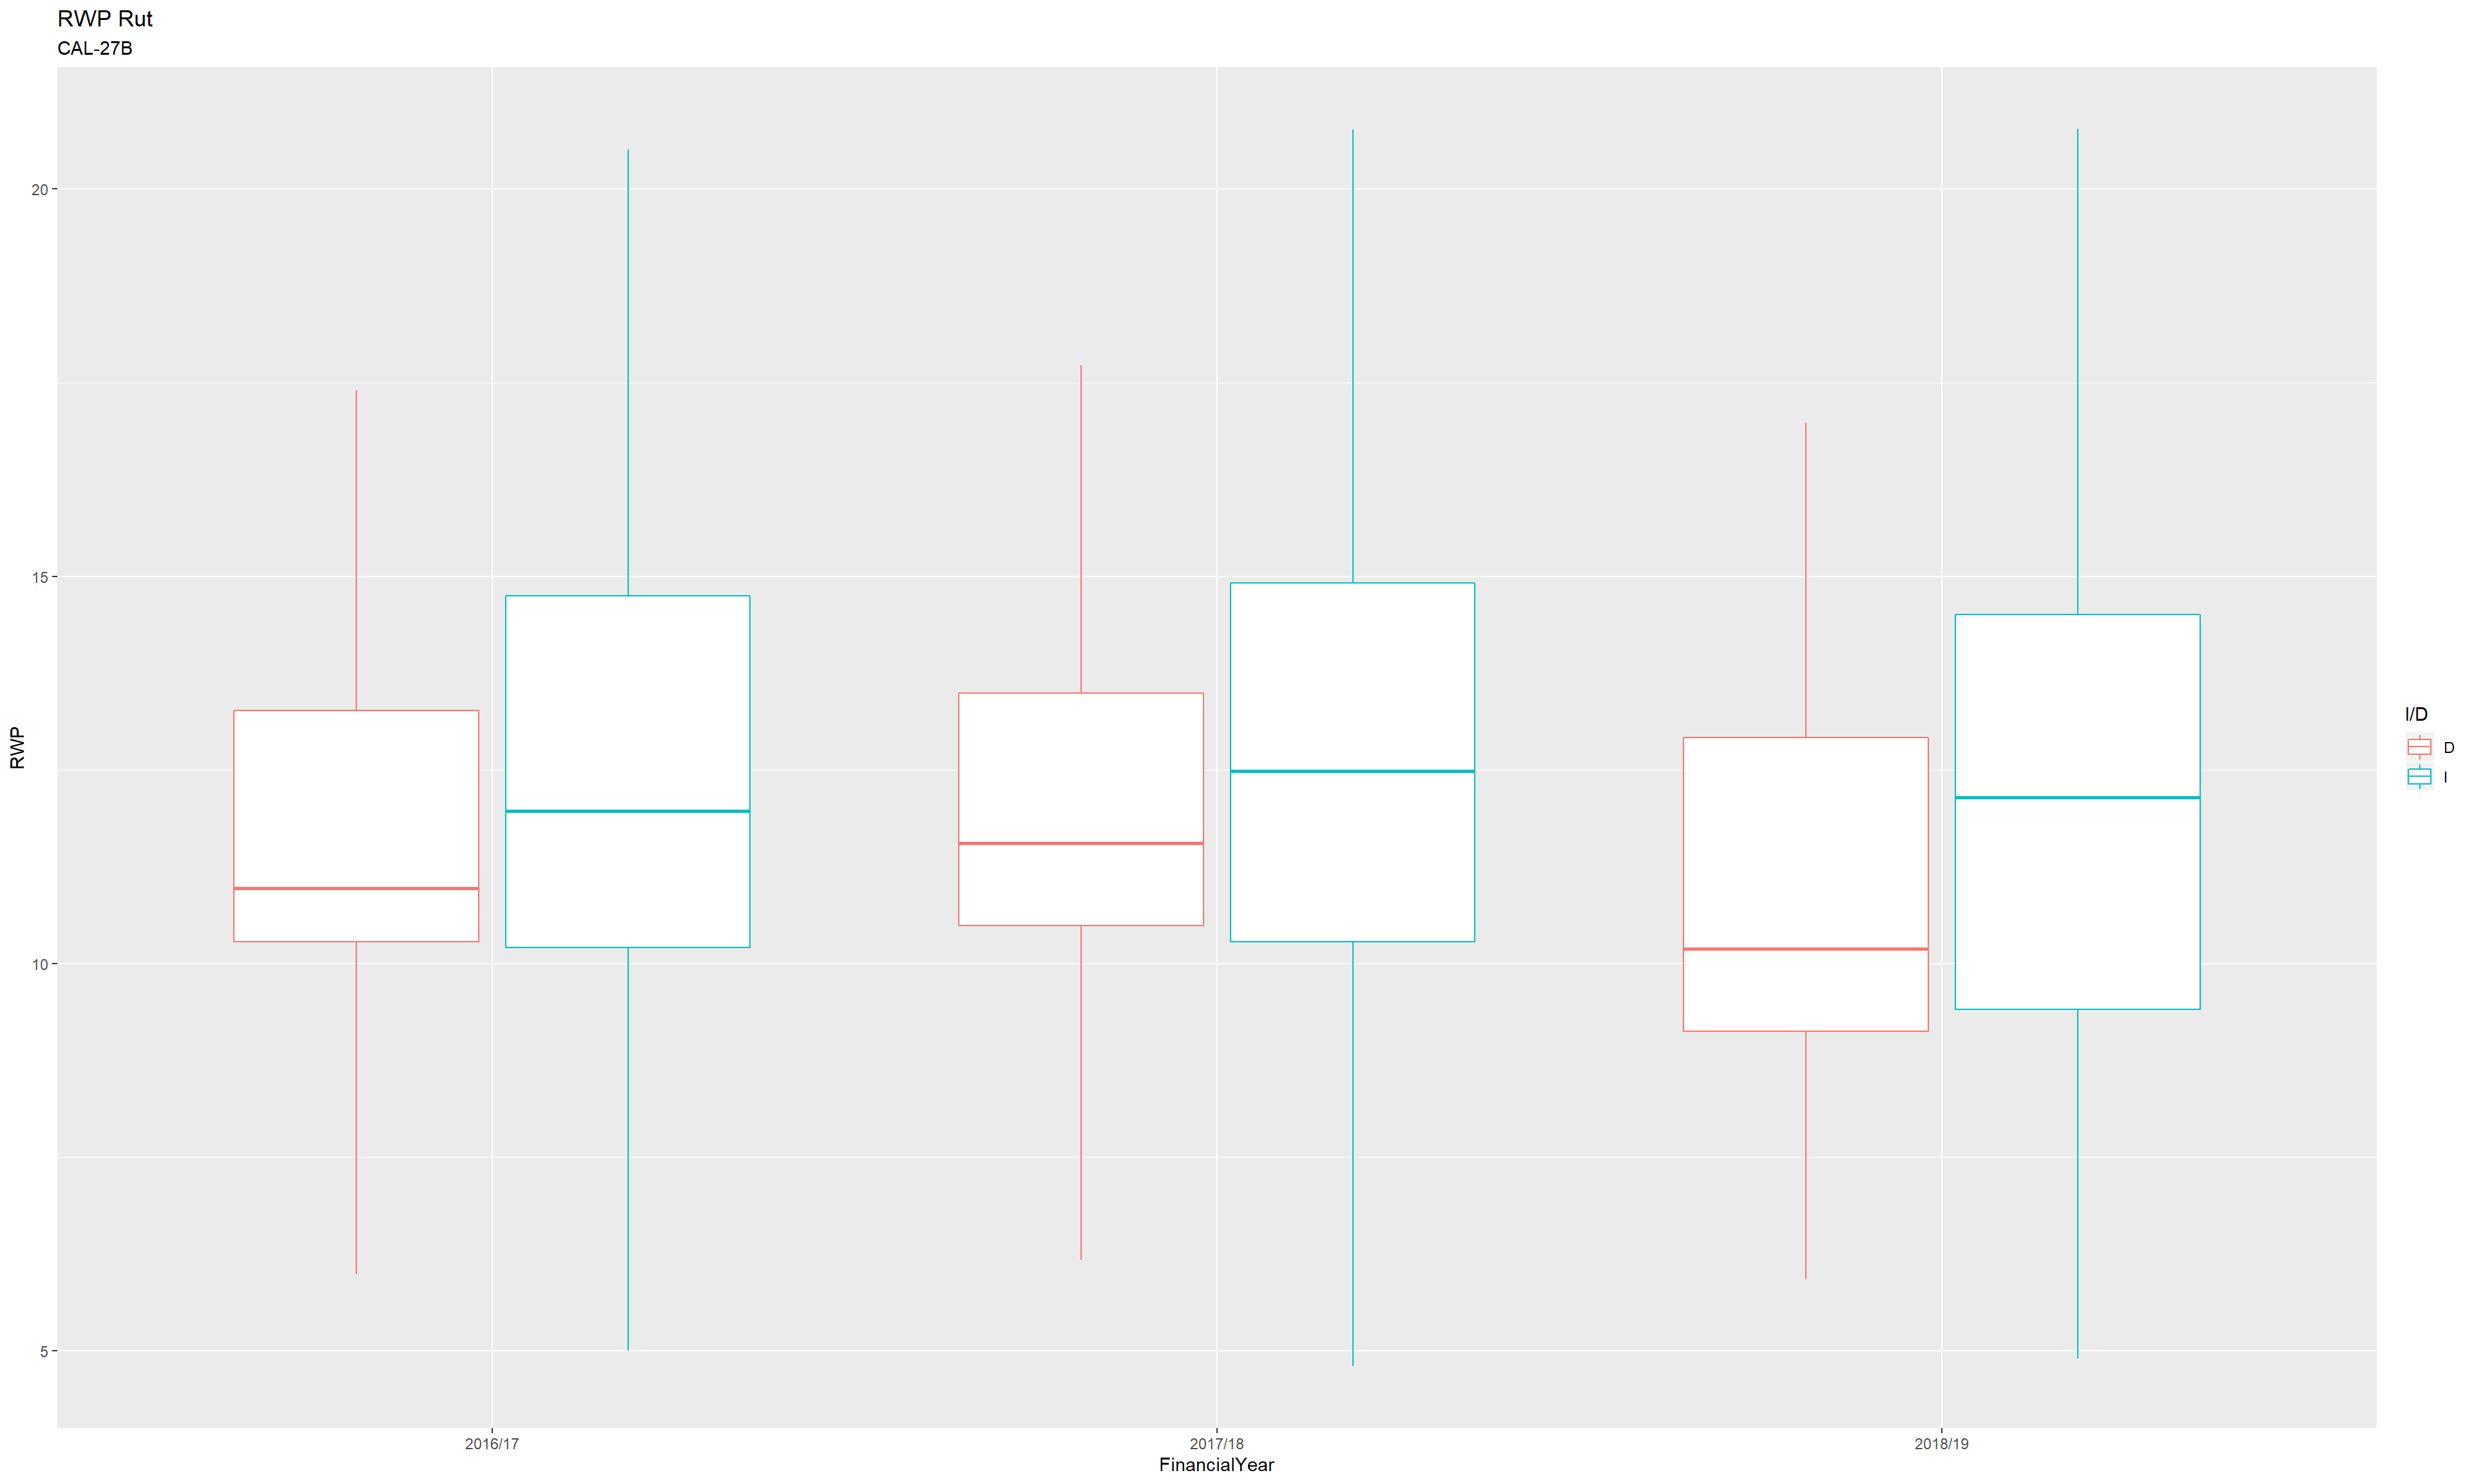 RWP Rut
CAL-27B
20
15
10
5
RWP
2016/17
2017/18
2018/19
FinancialYear
I/D
D
I